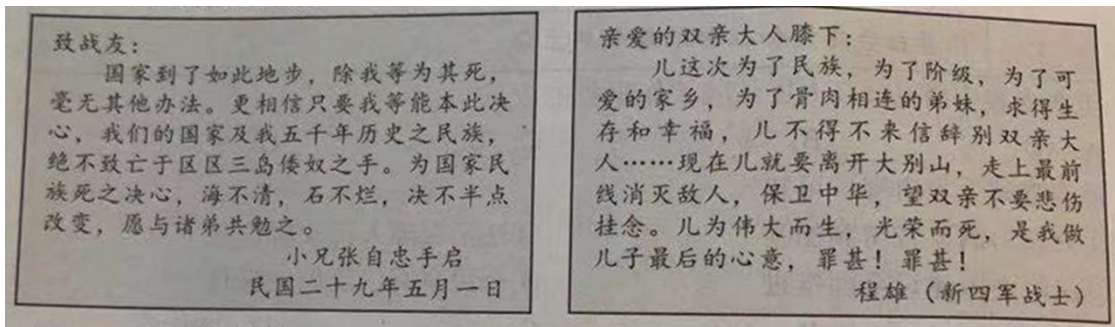 致战友：
国家到了如此地步，除我等为其死，
毫无其他办法。更相信只要我等能本此决
心，我们的国家及我五千年历史之民族，
绝不致亡于区区三岛倭奴之手。为国家民
族死之决心，海不清，石不烂，决不半点
改变，愿与诸弟共勉之。
小兄张自忠手启
民国二十九年五月一日
亲爱的双亲大人膝下：
儿这次为了民族，为了阶级，为了可
爱的家乡，为了骨肉相连的弟妹，求得生
存和幸福，儿不得不来信辞别双亲大
人……现在儿就要离开大别山，走上最前
线消灭敌人，保卫中华，望双亲不要悲伤
挂念。儿为伟大而生，光荣而死，是我做
儿子最后的心意，罪甚！罪甚！
程雄（新四军战士）